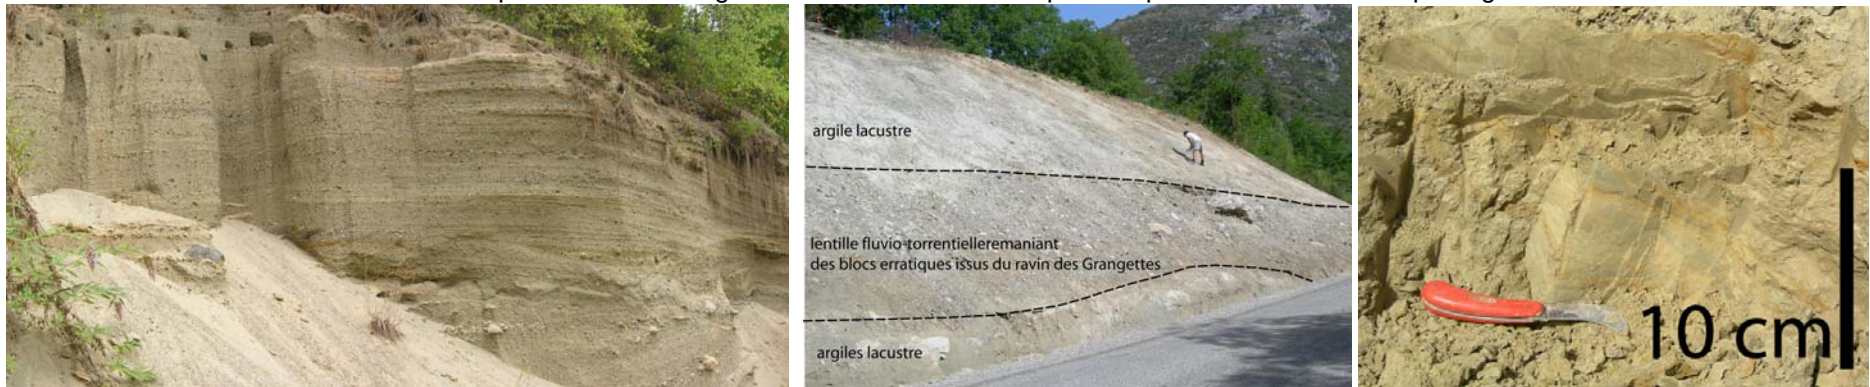 argile lacustre
lentille fluvio-torrentielleremaniant
des blocs erratiques issus du ravin des Grangettes
argiles lacustre
10 cm